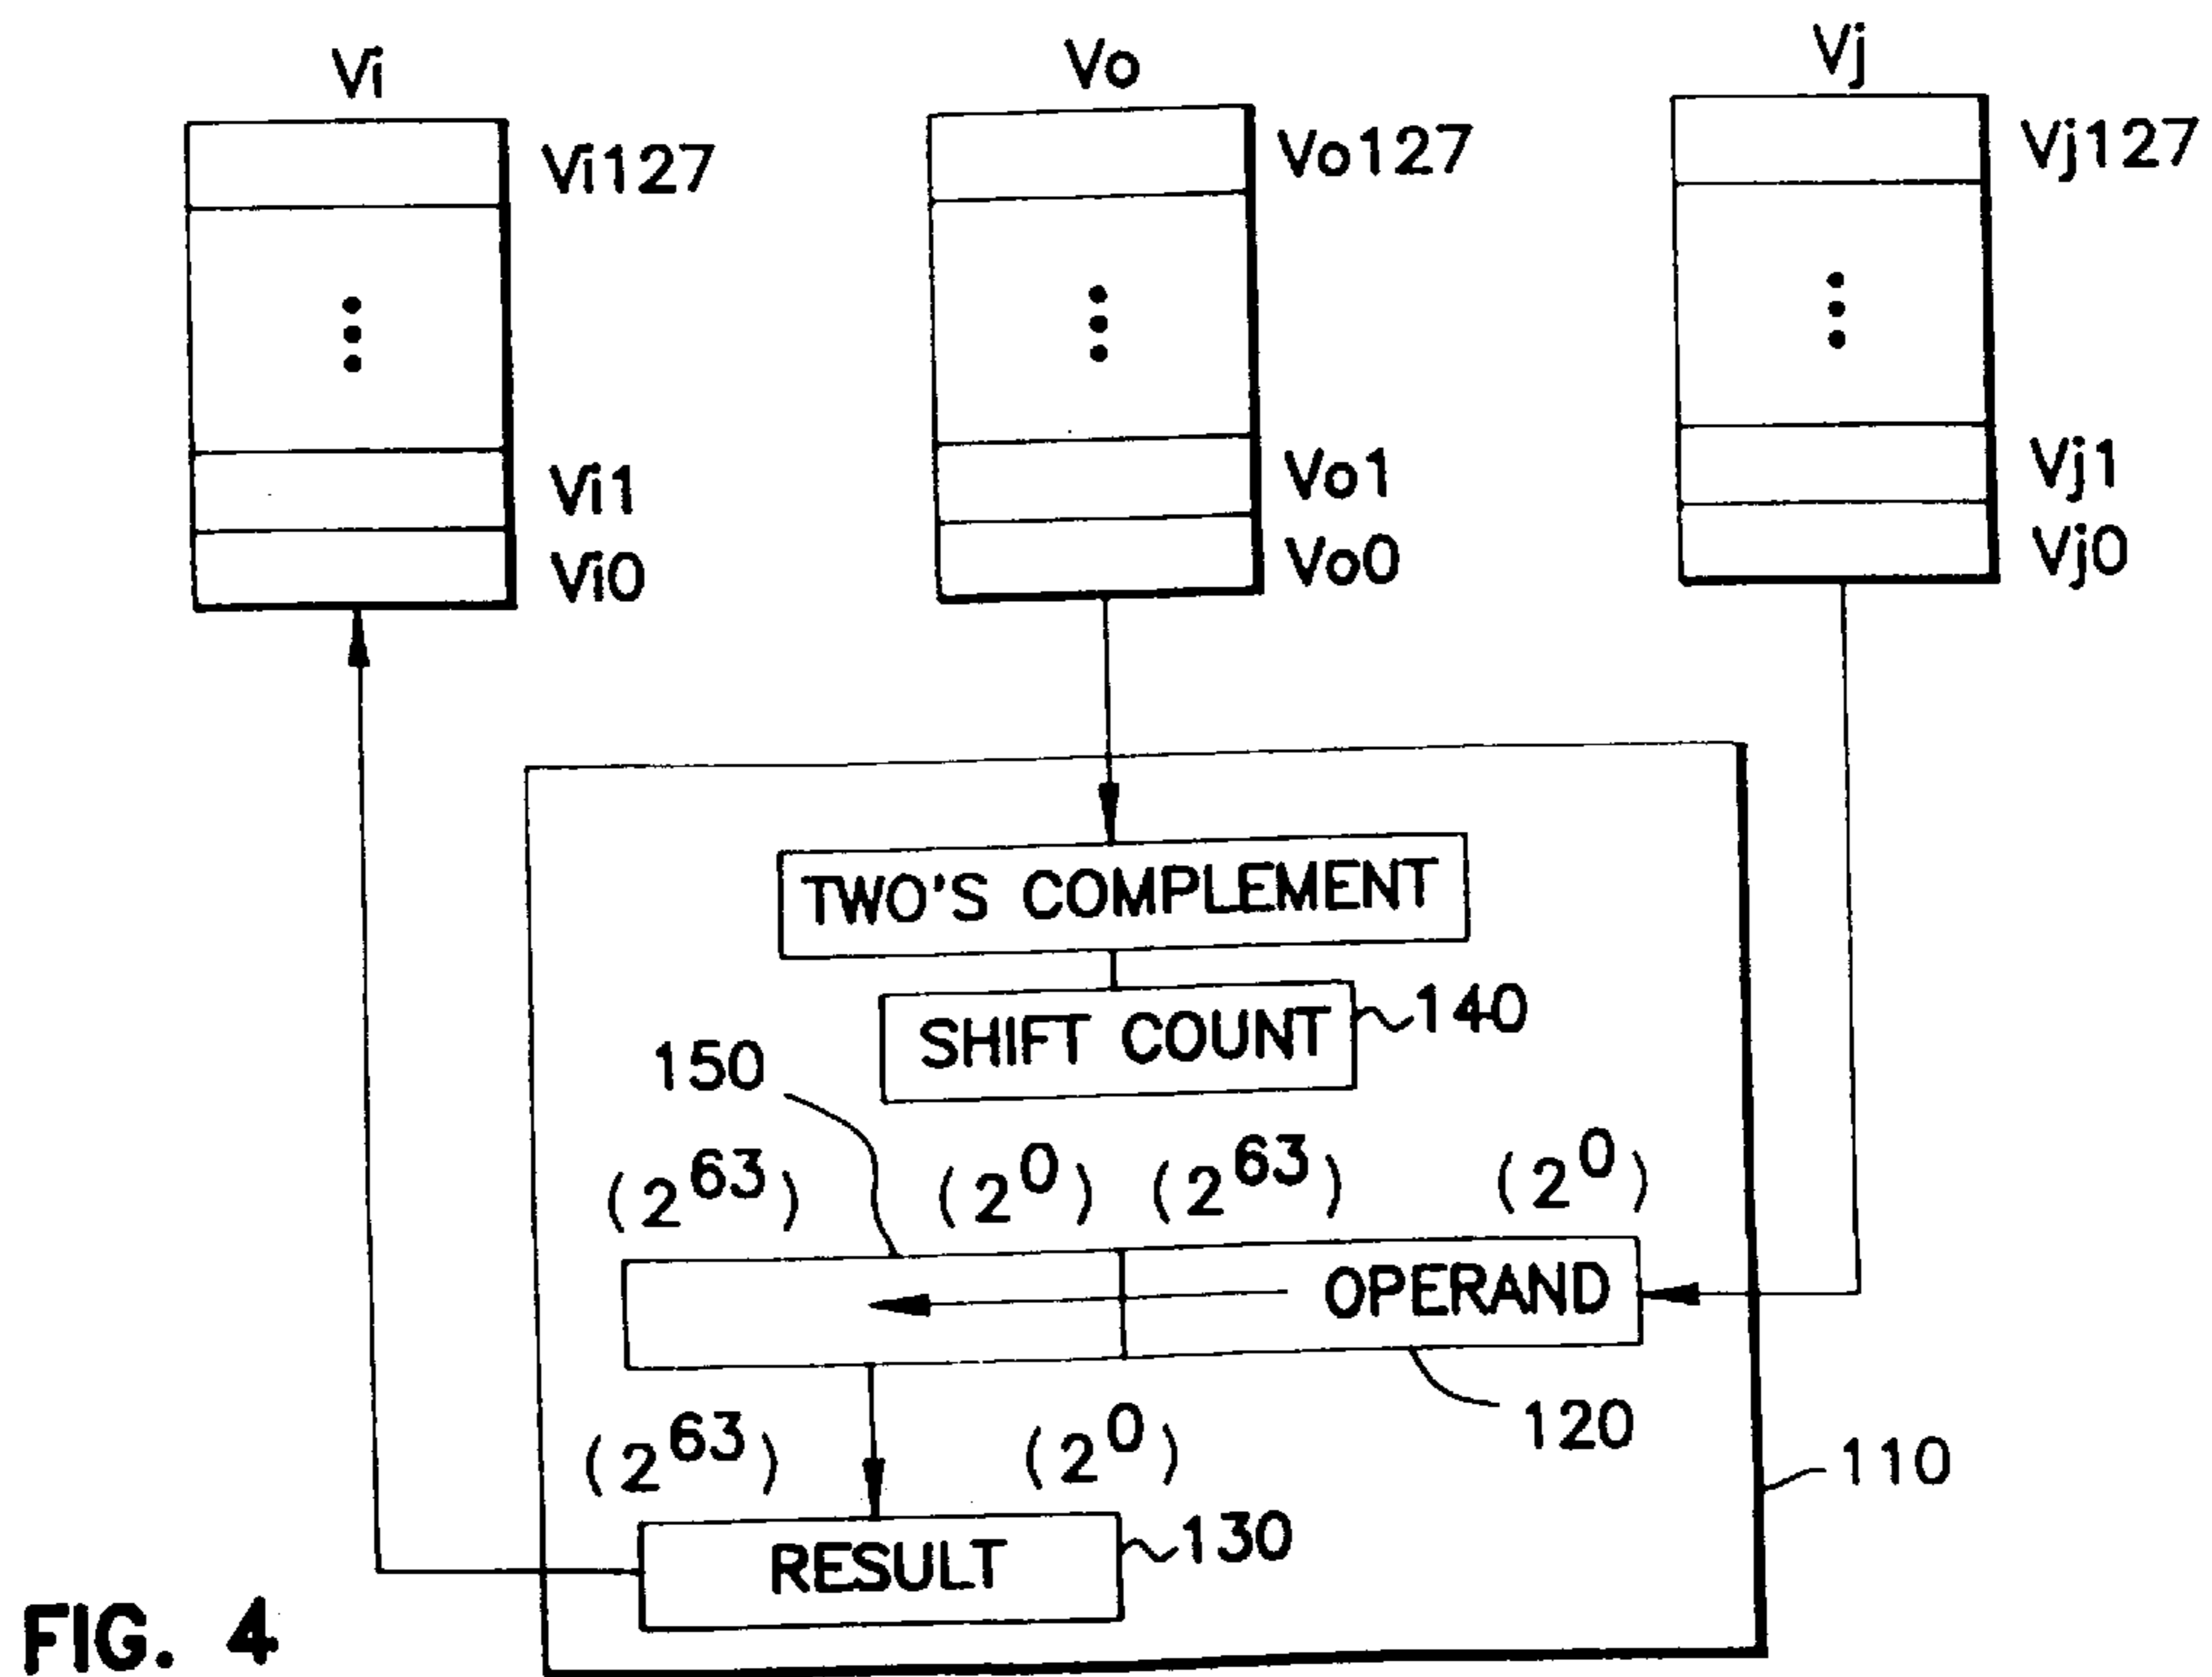 Vi
Vo
Vj
Vi127
Vo127
Vj127
Vi1
Vo1
Vj1
Vi0
Vo0
Vj0
TWO'S COMPLEMENT
SHIFT COUNT
140
150
(2^63) (2^0) (2^63) (2^0)
OPERAND
120
(2^63) (2^0)
110
RESULT
130
FIG. 4